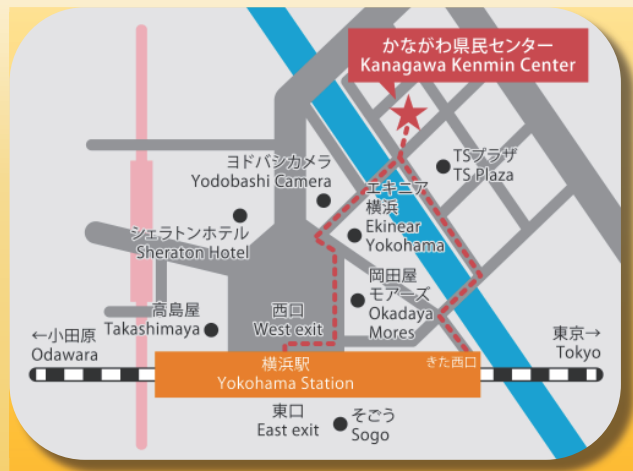 かながわ県民センター
Kanagawa Kenmin Center
ヨドバシカメラ
Yodobashi Camera
TSプラザ
TS Plaza
エキニア
横浜
Ekinear
Yokohama
シェラトンホテル
Sheraton Hotel
岡田屋
モアーズ
Okadaya
Mores
高島屋
Takashimaya
西口
West exit
←小田原
Odawara
東京→
Tokyo
横浜駅
Yokohama Station
きた西口
東口
East exit
そごう
Sogo